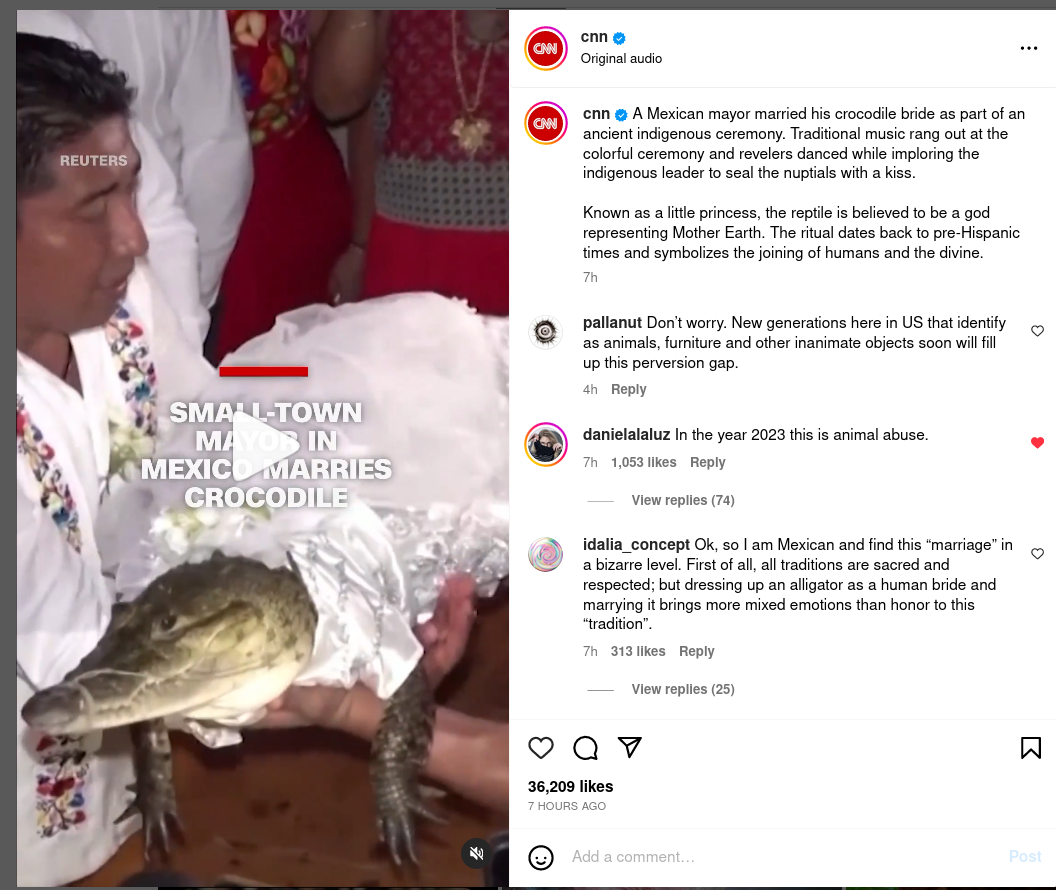 REUTERS
SMALL-TOWN
MAYOR IN
MEXICO MARRIES
CROCODILE
CNN
cnn
Original audio
CNN
cnn A Mexican mayor married his crocodile bride as part of an
ancient indigenous ceremony. Traditional music rang out at the
colorful ceremony and revelers danced while imploring the
indigenous leader to seal the nuptials with a kiss.
Known as a little princess, the reptile is believed to be a god
representing Mother Earth. The ritual dates back to pre-Hispanic
times and symbolizes the joining of humans and the divine.
7h
pallanut Don’t worry. New generations here in US that identify
as animals, furniture and other inanimate objects soon will fill
up this perversion gap.
4h Reply
danielalaluz In the year 2023 this is animal abuse.
7h 1,053 likes Reply
View replies (74)
idalia_concept Ok, so I am Mexican and find this “marriage” in
a bizarre level. First of all, all traditions are sacred and
respected; but dressing up an alligator as a human bride and
marrying it brings more mixed emotions than honor to this
“tradition”.
7h 313 likes Reply
View replies (25)
36,209 likes
7 HOURS AGO
Add a comment…
Post